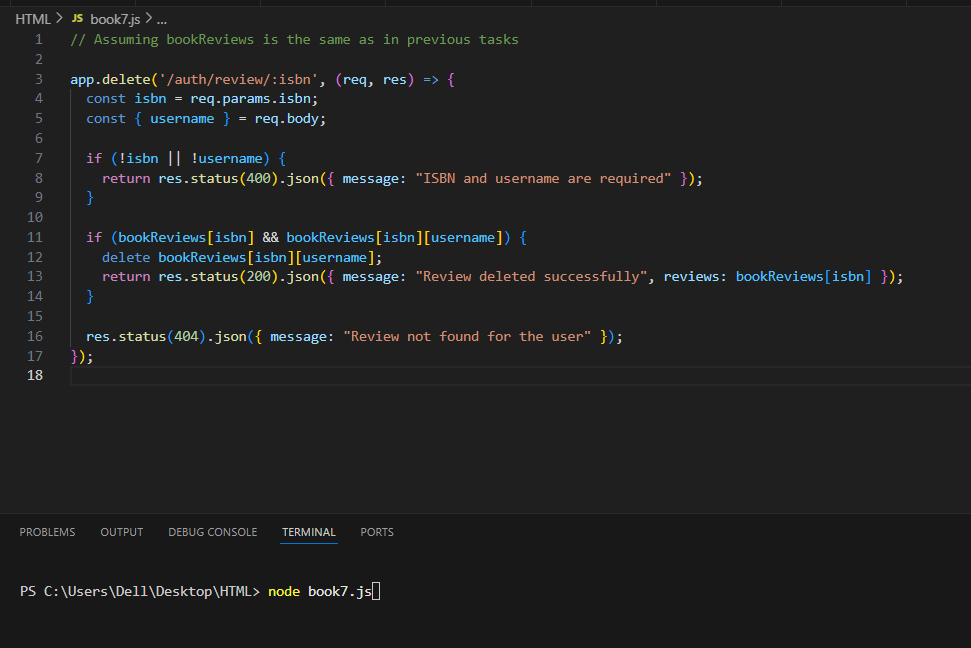 HTML > JS book7.js > ...
1 // Assuming bookReviews is the same as in previous tasks
2
3 app.delete('/auth/review/:isbn', (req, res) => {
4   const isbn = req.params.isbn;
5   const { username } = req.body;
6
7   if (!isbn || !username) {
8     return res.status(400).json({ message: "ISBN and username are required" });
9   }
10
11   if (bookReviews[isbn] && bookReviews[isbn][username]) {
12     delete bookReviews[isbn][username];
13     return res.status(200).json({ message: "Review deleted successfully", reviews: bookReviews[isbn] });
14   }
15
16   res.status(404).json({ message: "Review not found for the user" });
17 });
18
PROBLEMS OUTPUT DEBUG CONSOLE TERMINAL PORTS
PS C:\Users\Dell\Desktop\HTML> node book7.js